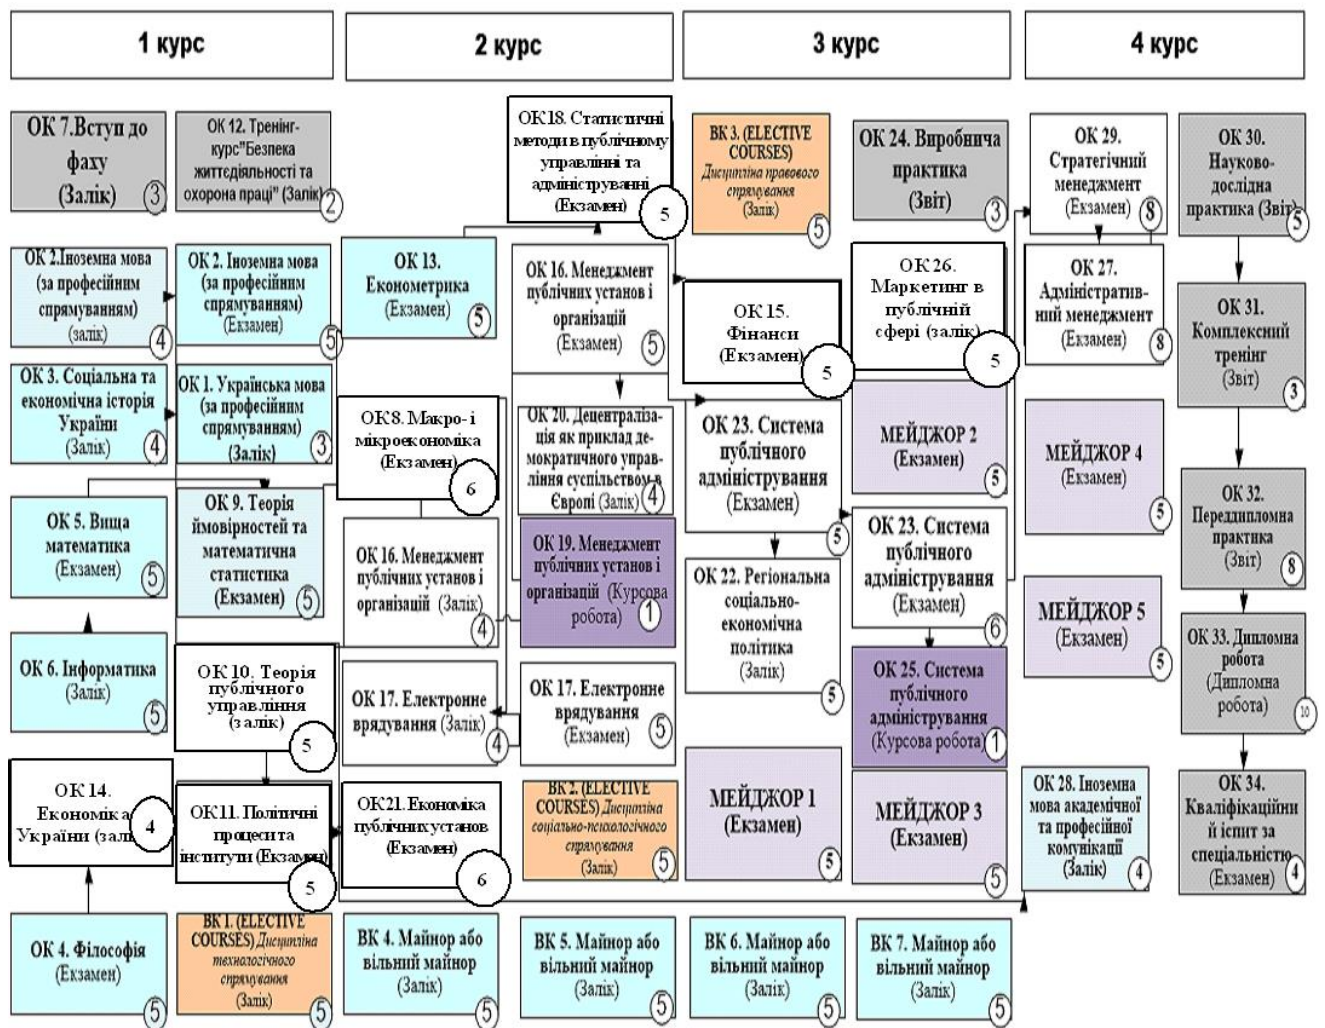 1 курс
2 курс
3 курс
4 курс
ОК 7.Вступ до
фаху
(Залік)
3
ОК 12. Тренінг-
курс"Безпека
життєдіяльності та
охорона праці" (Залік)
2
ОК 18. Статистичні
методи в публічному
управлінні та
адмініструванні
(Екзамен)
5
ВК 3. (ELECTIVE
COURSES)
Дисципліна правового
спрямування
(Залік)
5
ОК 24. Виробнича
практика
(Звіт)
3
ОК 29.
Стратегічний
менеджмент
(Екзамен)
8
ОК 30.
Науково-
дослідна
практика (Звіт)
5
ОК 2.Іноземна мова
(за професійним
спрямуванням)
(залік)
4
ОК 2. Іноземна мова
(за професійним
спрямуванням)
(Екзамен)
5
ОК 13.
Економетрика
(Екзамен)
5
ОК 16. Менеджмент
публічних установ і
організацій
(Екзамен)
5
ОК 15.
Фінанси
(Екзамен)
5
ОК 26.
Маркетинг в
публічній
сфері (залік)
5
ОК 27.
Адміністратив-
ний менеджмент
(Екзамен)
8
ОК 31.
Комплексний
тренінг
(Звіт)
3
ОК 3. Соціальна та
економічна історія
України
(Залік)
4
ОК 1. Українська мова
(за професійним
спрямуванням)
(Залік)
3
ОК 8. Макро- і
мікроекономіка
(Екзамен)
6
ОК 20. Децентраліза-
ція як приклад де-
мократичного управ-
ління суспільством в
Європі (Залік)
4
ОК 23. Система
публічного
адміністрування
(Екзамен)
5
МЕЙДЖОР 2
(Екзамен)
5
МЕЙДЖОР 4
(Екзамен)
5
ОК 32.
Переддипломна
практика
(Звіт)
8
ОК 5. Вища
математика
(Екзамен)
5
ОК 9. Теорія
ймовірностей та
математична
статистика
(Екзамен)
5
ОК 16. Менеджмент
публічних установ і
організацій (Залік)
4
ОК 19. Менеджмент
публічних установ і
організацій (Курсова
робота)
1
ОК 22. Регіональна
соціально-
економічна
політика
(Залік)
5
ОК 23. Система
публічного
адміністрування
(Екзамен)
6
МЕЙДЖОР 5
(Екзамен)
5
ОК 33. Дипломна
робота
(Дипломна
робота)
10
ОК 6. Інформатика
(Залік)
5
ОК 10. Теорія
публічного
управління
(залік)
5
ОК 17. Електронне
врядування (Залік)
4
ОК 17. Електронне
врядування
(Екзамен)
5
ОК 25. Система
публічного
адміністрування
(Курсова робота)
1
ОК 14.
Економіка
України (залік)
4
ОК 11. Політичні
процеси та
інститути (Екзамен)
5
ОК 21. Економіка
публічних установ
(Екзамен)
6
ВК 2. (ELECTIVE
COURSES) Дисципліна
соціально-психологічного
спрямування
(Залік)
5
МЕЙДЖОР 1
(Екзамен)
5
МЕЙДЖОР 3
(Екзамен)
5
ОК 28. Іноземна
мова академічної
та професійної
комунікації
(Залік)
4
ОК 34.
Кваліфікаційни
й іспит за
спеціальністю
(Екзамен)
4
ОК 4. Філософія
(Екзамен)
5
ВК 1. (ELECTIVE
COURSES) Дисципліна
технологічного
спрямування
(Залік)
5
ВК 4. Майнор або
вільний майнор
(Залік)
5
ВК 5. Майнор або
вільний майнор
(Залік)
5
ВК 6. Майнор або
вільний майнор
(Залік)
5
ВК 7. Майнор або
вільний майнор
(Залік)
5